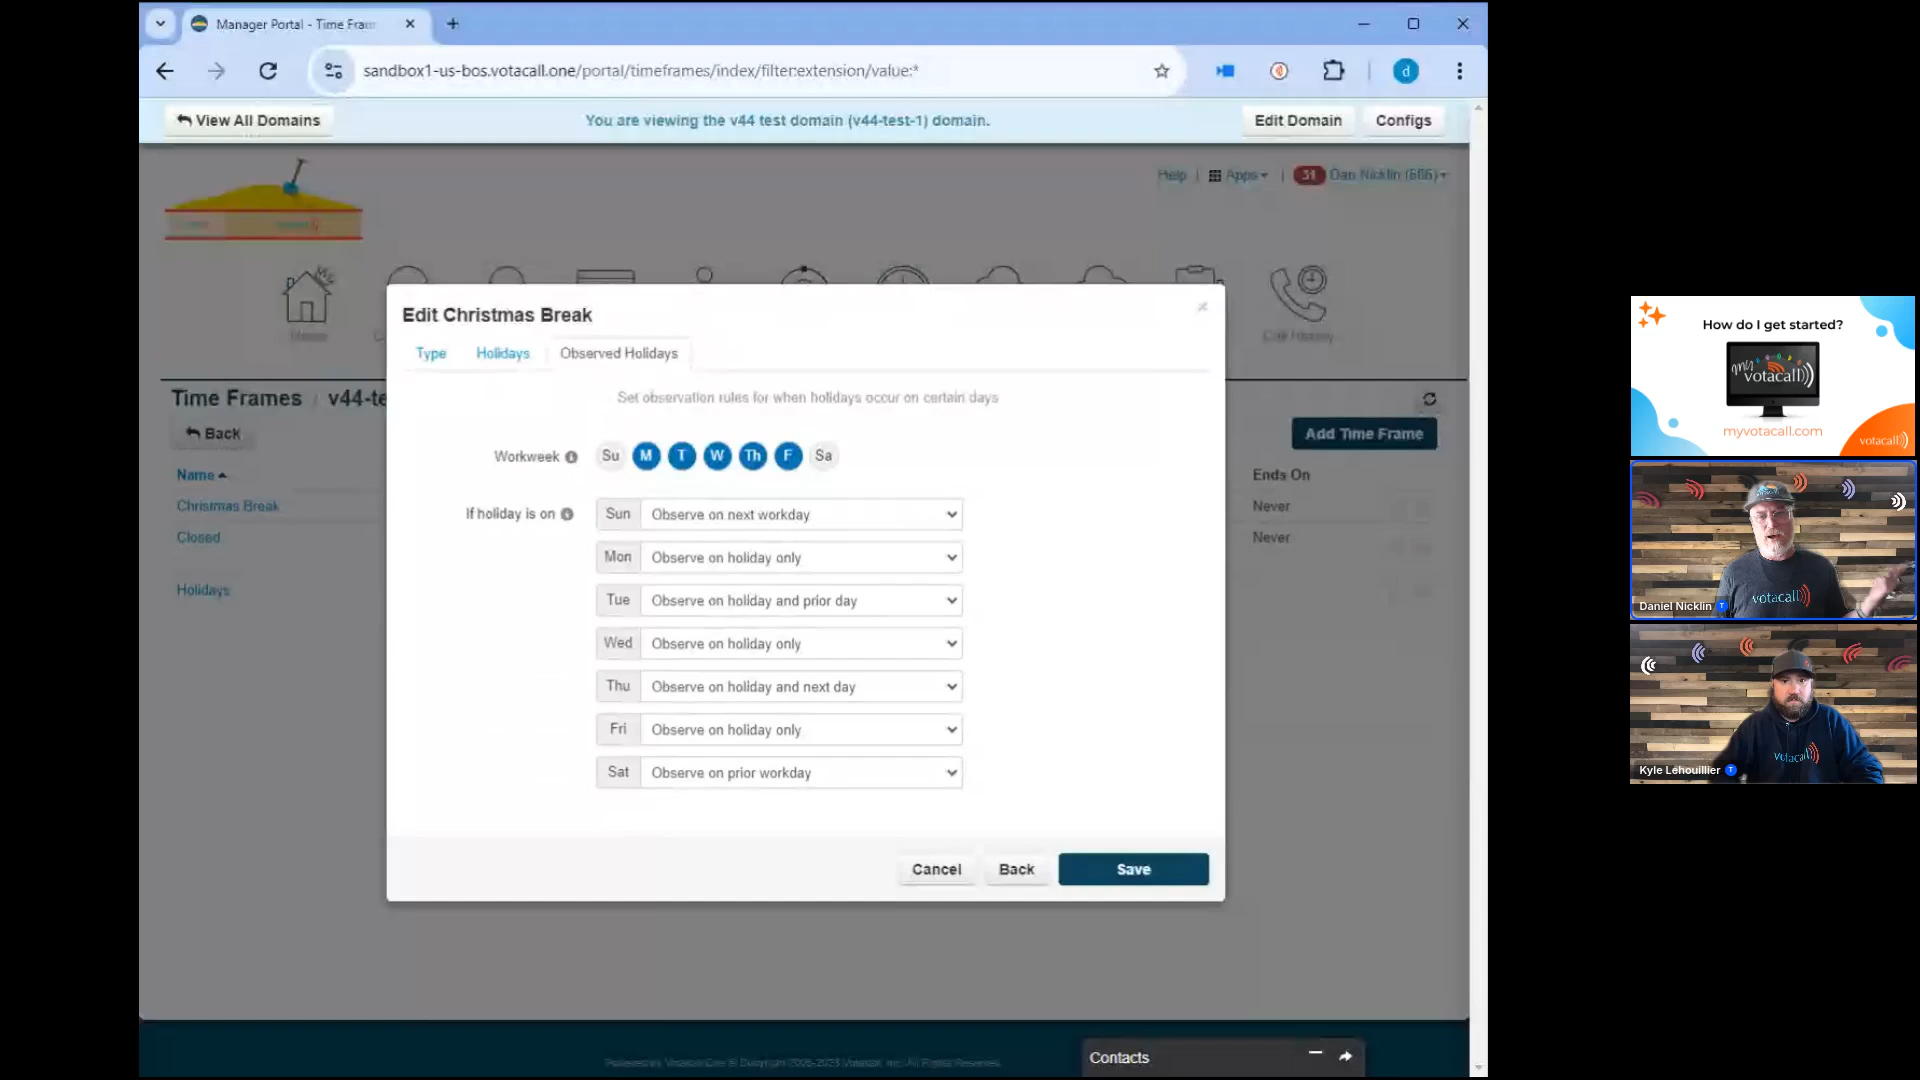 Manager Portal - Time Fram
sandbox1-us-bos.votacall.one/portal/timeframes/index/filter:extension/value:*
d
View All Domains
You are viewing the v44 test domain (v44-test-1) domain.
Edit Domain
Configs
Help
Apps
31
Dan Nicklin (666)
Home
Call History
Time Frames / v44-te
Back
Add Time Frame
Name
Ends On
Christmas Break
Never
Closed
Never
Holidays
Edit Christmas Break
×
Type
Holidays
Observed Holidays
Set observation rules for when holidays occur on certain days
Workweek
Su
M
T
W
Th
F
Sa
If holiday is on
Sun
Observe on next workday
Mon
Observe on holiday only
Tue
Observe on holiday and prior day
Wed
Observe on holiday only
Thu
Observe on holiday and next day
Fri
Observe on holiday only
Sat
Observe on prior workday
Cancel
Back
Save
Contacts
How do I get started?
my votacall
myvotacall.com
votacall
votacall
Daniel Nicklin T
votacall
Kyle Lehouillier T